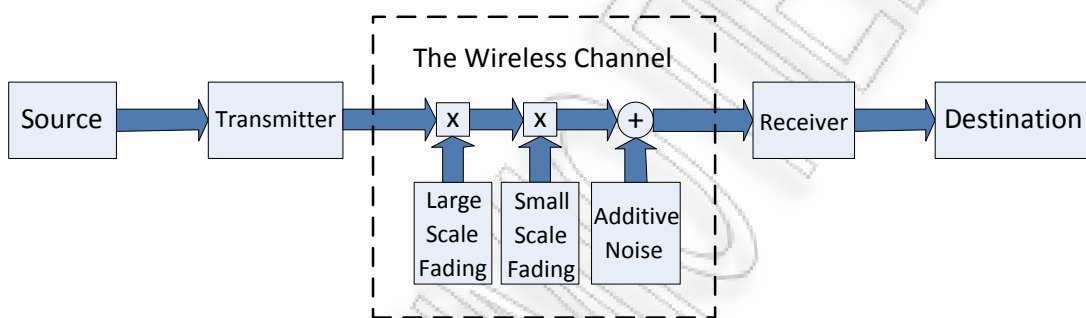 The Wireless Channel
Source
Transmitter
x
x
+
Receiver
Destination
Large
Scale
Fading
Small
Scale
Fading
Additive
Noise